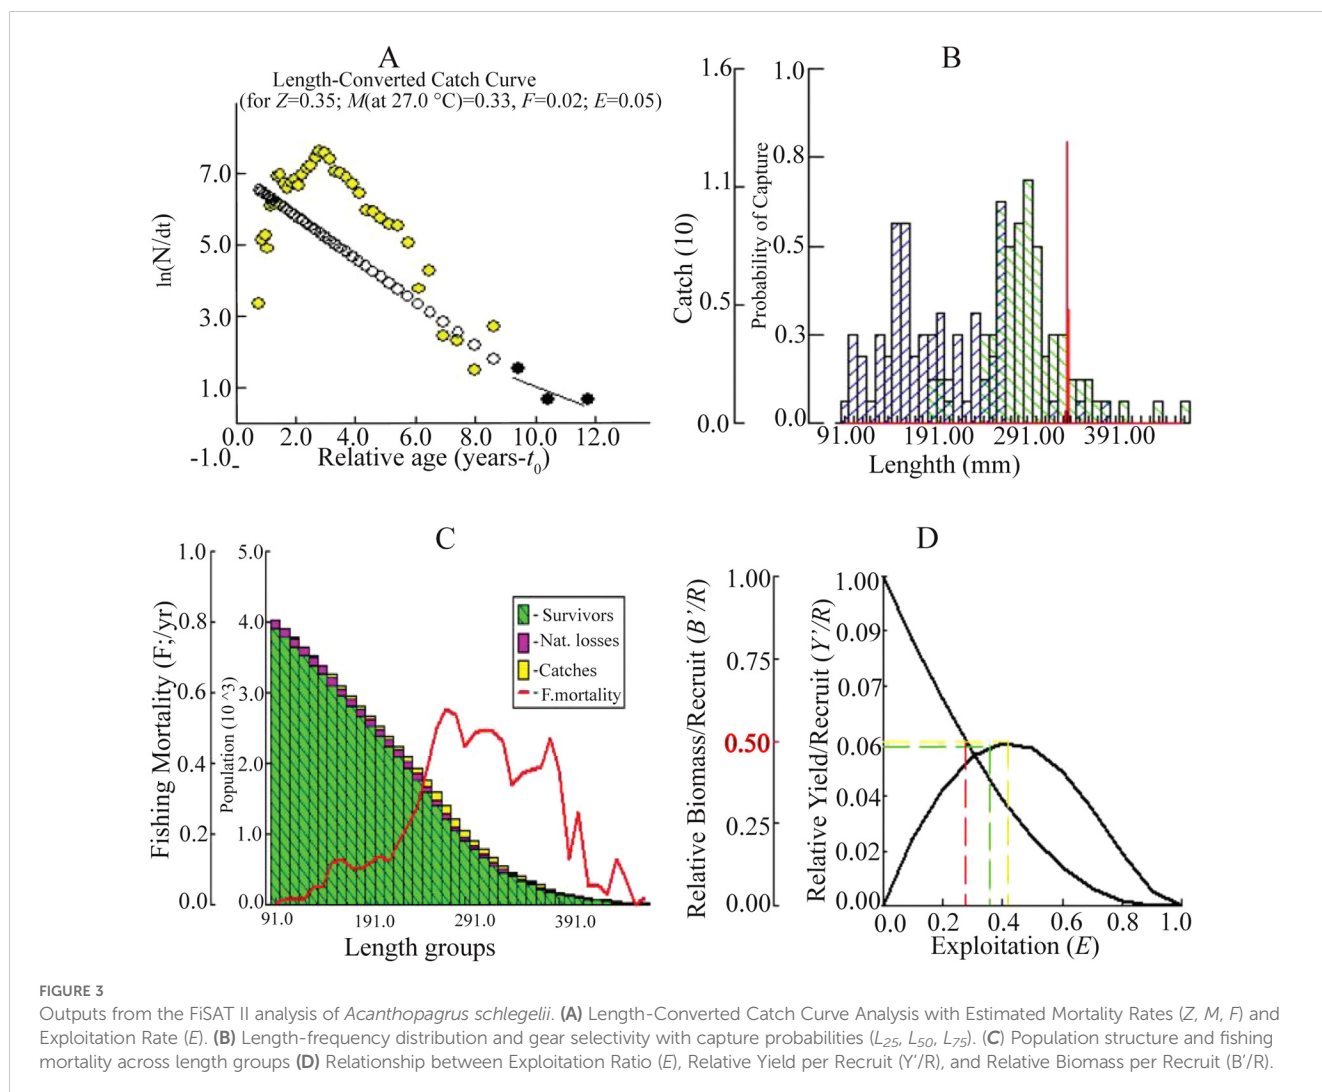 A
Length-Converted Catch Curve
(for Z=0.35; M(at 27.0 °C)=0.33, F=0.02; E=0.05)
ln(N/dt)
7.0
5.0
3.0
1.0
-1.0
0.0 2.0 4.0 6.0 8.0 10.0 12.0
Relative age (years-t0)
B
Catch (10)
1.6
1.1
0.5
0.0
Probability of Capture
1.0
0.8
0.5
0.3
0.0
91.00 191.00 291.00 391.00
Lenghth (mm)
C
Fishing Mortality (F;/yr)
1.0
0.8
0.6
0.4
0.2
0.0
Population (10^3)
5.0
4.0
3.0
2.0
1.0
0.0
- Survivors
-Nat. losses
-Catches
-F.mortality
91.0 191.0 291.0 391.0
Length groups
D
Relative Biomass/Recruit (B'/R)
1.00
0.75
0.50
0.25
0.00
Relative Yield/Recruit (Y'/R)
1.00
0.09
0.07
0.06
0.04
0.02
0.00
0.0 0.2 0.4 0.6 0.8 1.0
Exploitation (E)
FIGURE 3
Outputs from the FiSAT II analysis of Acanthopagrus schlegelii. (A) Length-Converted Catch Curve Analysis with Estimated Mortality Rates (Z, M, F) and
Exploitation Rate (E). (B) Length-frequency distribution and gear selectivity with capture probabilities (L25, L50, L75). (C) Population structure and fishing
mortality across length groups (D) Relationship between Exploitation Ratio (E), Relative Yield per Recruit (Y'/R), and Relative Biomass per Recruit (B'/R).